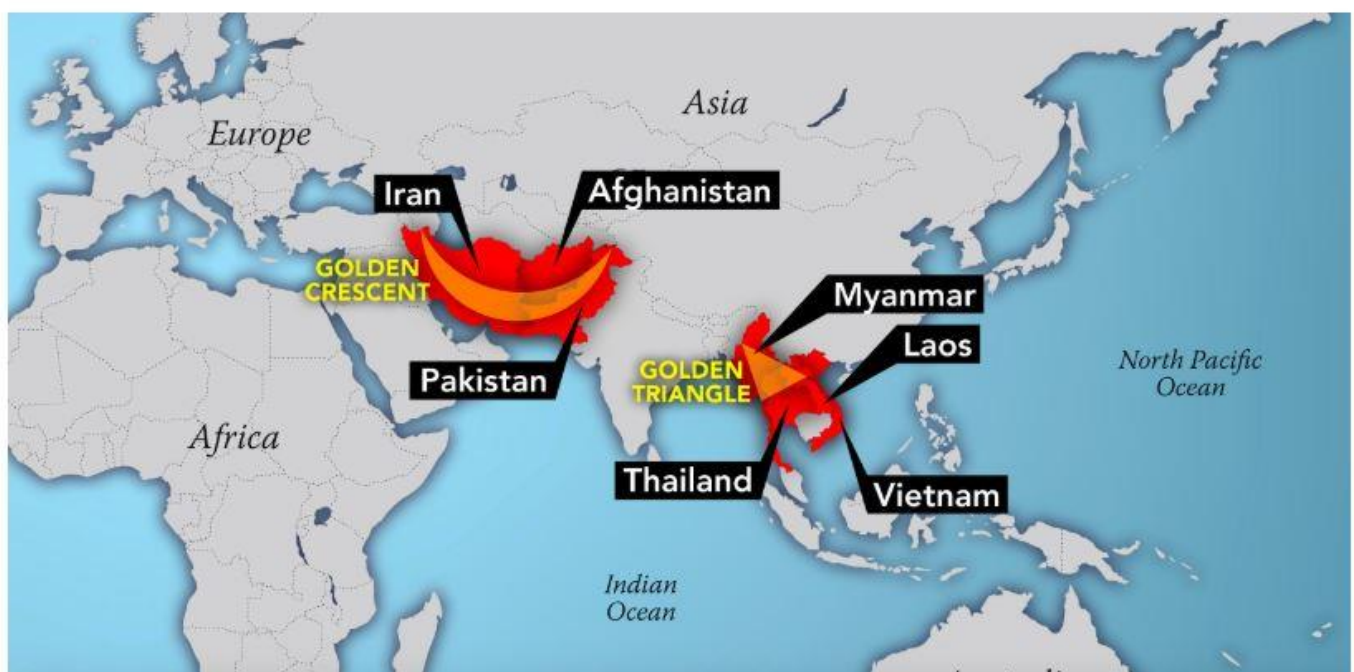 Asia
Europe
Iran
Afghanistan
GOLDEN
CRESCENT
Myanmar
Laos
Pakistan
GOLDEN
TRIANGLE
North Pacific
Ocean
Africa
Thailand
Vietnam
Indian
Ocean